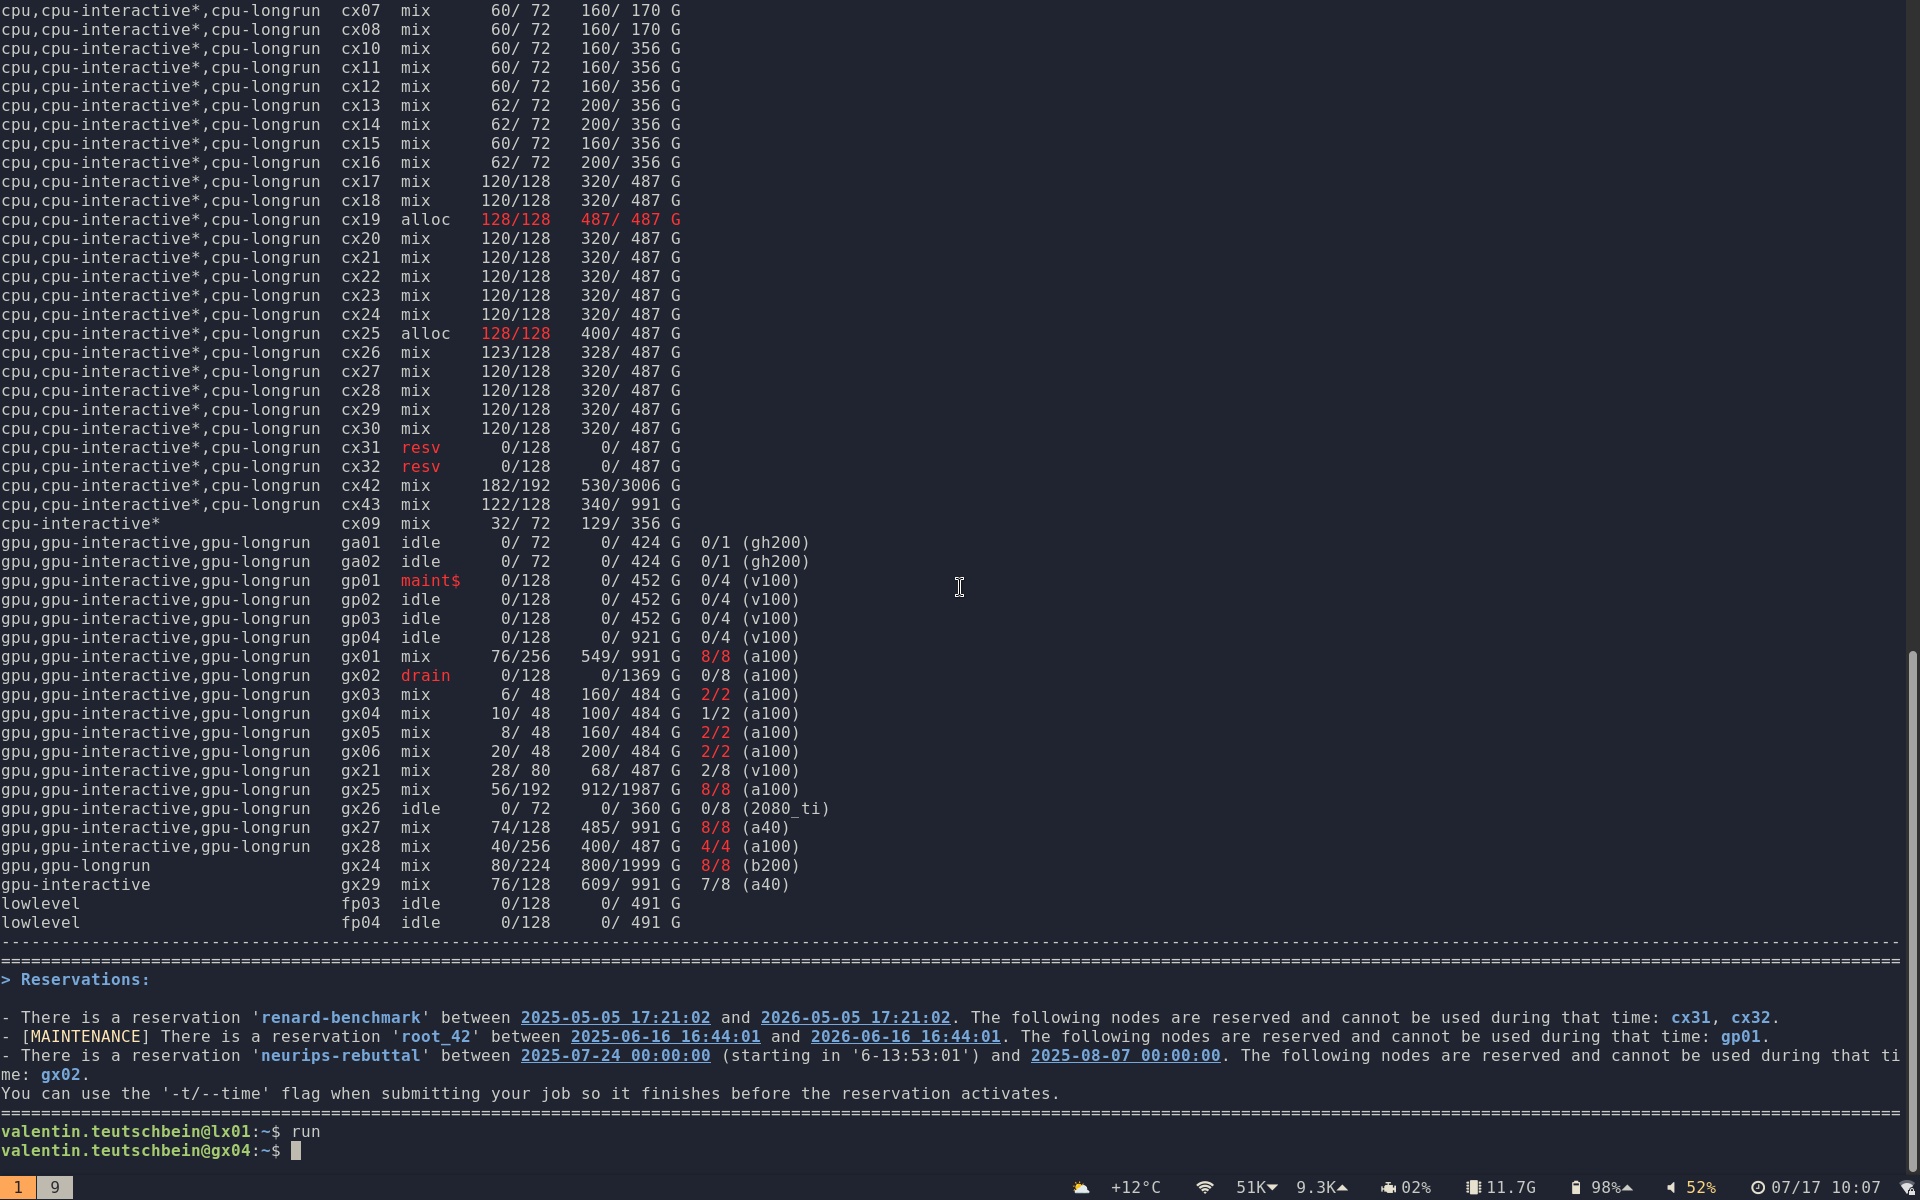 cpu,cpu-interactive*,cpu-longrun  cx07  mix      60/ 72   160/ 170 G
cpu,cpu-interactive*,cpu-longrun  cx08  mix      60/ 72   160/ 170 G
cpu,cpu-interactive*,cpu-longrun  cx10  mix      60/ 72   160/ 356 G
cpu,cpu-interactive*,cpu-longrun  cx11  mix      60/ 72   160/ 356 G
cpu,cpu-interactive*,cpu-longrun  cx12  mix      60/ 72   160/ 356 G
cpu,cpu-interactive*,cpu-longrun  cx13  mix      62/ 72   200/ 356 G
cpu,cpu-interactive*,cpu-longrun  cx14  mix      62/ 72   200/ 356 G
cpu,cpu-interactive*,cpu-longrun  cx15  mix      60/ 72   160/ 356 G
cpu,cpu-interactive*,cpu-longrun  cx16  mix      62/ 72   200/ 356 G
cpu,cpu-interactive*,cpu-longrun  cx17  mix     120/128   320/ 487 G
cpu,cpu-interactive*,cpu-longrun  cx18  mix     120/128   320/ 487 G
cpu,cpu-interactive*,cpu-longrun  cx19  alloc   128/128   487/ 487 G
cpu,cpu-interactive*,cpu-longrun  cx20  mix     120/128   320/ 487 G
cpu,cpu-interactive*,cpu-longrun  cx21  mix     120/128   320/ 487 G
cpu,cpu-interactive*,cpu-longrun  cx22  mix     120/128   320/ 487 G
cpu,cpu-interactive*,cpu-longrun  cx23  mix     120/128   320/ 487 G
cpu,cpu-interactive*,cpu-longrun  cx24  mix     120/128   320/ 487 G
cpu,cpu-interactive*,cpu-longrun  cx25  alloc   128/128   400/ 487 G
cpu,cpu-interactive*,cpu-longrun  cx26  mix     123/128   328/ 487 G
cpu,cpu-interactive*,cpu-longrun  cx27  mix     120/128   320/ 487 G
cpu,cpu-interactive*,cpu-longrun  cx28  mix     120/128   320/ 487 G
cpu,cpu-interactive*,cpu-longrun  cx29  mix     120/128   320/ 487 G
cpu,cpu-interactive*,cpu-longrun  cx30  mix     120/128   320/ 487 G
cpu,cpu-interactive*,cpu-longrun  cx31  resv      0/128     0/ 487 G
cpu,cpu-interactive*,cpu-longrun  cx32  resv      0/128     0/ 487 G
cpu,cpu-interactive*,cpu-longrun  cx42  mix     182/192   530/3006 G
cpu,cpu-interactive*,cpu-longrun  cx43  mix     122/128   340/ 991 G
cpu-interactive*                  cx09  mix      32/ 72   129/ 356 G
gpu,gpu-interactive,gpu-longrun   ga01  idle      0/ 72     0/ 424 G  0/1 (gh200)
gpu,gpu-interactive,gpu-longrun   ga02  idle      0/ 72     0/ 424 G  0/1 (gh200)
gpu,gpu-interactive,gpu-longrun   gp01  maint$    0/128     0/ 452 G  0/4 (v100)
gpu,gpu-interactive,gpu-longrun   gp02  idle      0/128     0/ 452 G  0/4 (v100)
gpu,gpu-interactive,gpu-longrun   gp03  idle      0/128     0/ 452 G  0/4 (v100)
gpu,gpu-interactive,gpu-longrun   gp04  idle      0/128     0/ 921 G  0/4 (v100)
gpu,gpu-interactive,gpu-longrun   gx01  mix      76/256   549/ 991 G  8/8 (a100)
gpu,gpu-interactive,gpu-longrun   gx02  drain     0/128     0/1369 G  0/8 (a100)
gpu,gpu-interactive,gpu-longrun   gx03  mix       6/ 48   160/ 484 G  2/2 (a100)
gpu,gpu-interactive,gpu-longrun   gx04  mix      10/ 48   100/ 484 G  1/2 (a100)
gpu,gpu-interactive,gpu-longrun   gx05  mix       8/ 48   160/ 484 G  2/2 (a100)
gpu,gpu-interactive,gpu-longrun   gx06  mix      20/ 48   200/ 484 G  2/2 (a100)
gpu,gpu-interactive,gpu-longrun   gx21  mix      28/ 80    68/ 487 G  2/8 (v100)
gpu,gpu-interactive,gpu-longrun   gx25  mix      56/192   912/1987 G  8/8 (a100)
gpu,gpu-interactive,gpu-longrun   gx26  idle      0/ 72     0/ 360 G  0/8 (2080_ti)
gpu,gpu-interactive,gpu-longrun   gx27  mix      74/128   485/ 991 G  8/8 (a40)
gpu,gpu-interactive,gpu-longrun   gx28  mix      40/256   400/ 487 G  4/4 (a100)
gpu,gpu-longrun                   gx24  mix      80/224   800/1999 G  8/8 (b200)
gpu-interactive                   gx29  mix      76/128   609/ 991 G  7/8 (a40)
lowlevel                          fp03  idle      0/128     0/ 491 G
lowlevel                          fp04  idle      0/128     0/ 491 G
> Reservations:
- There is a reservation 'renard-benchmark' between 2025-05-05 17:21:02 and 2026-05-05 17:21:02. The following nodes are reserved and cannot be used during that time: cx31, cx32.
- [MAINTENANCE] There is a reservation 'root_42' between 2025-06-16 16:44:01 and 2026-06-16 16:44:01. The following nodes are reserved and cannot be used during that time: gp01.
- There is a reservation 'neurips-rebuttal' between 2025-07-24 00:00:00 (starting in '6-13:53:01') and 2025-08-07 00:00:00. The following nodes are reserved and cannot be used during that ti
me: gx02.
You can use the '-t/--time' flag when submitting your job so it finishes before the reservation activates.
valentin.teutschbein@lx01:~$ run
valentin.teutschbein@gx04:~$
1 9 +12°C 51K 9.3K 02% 11.7G 98% 52% 07/17 10:07